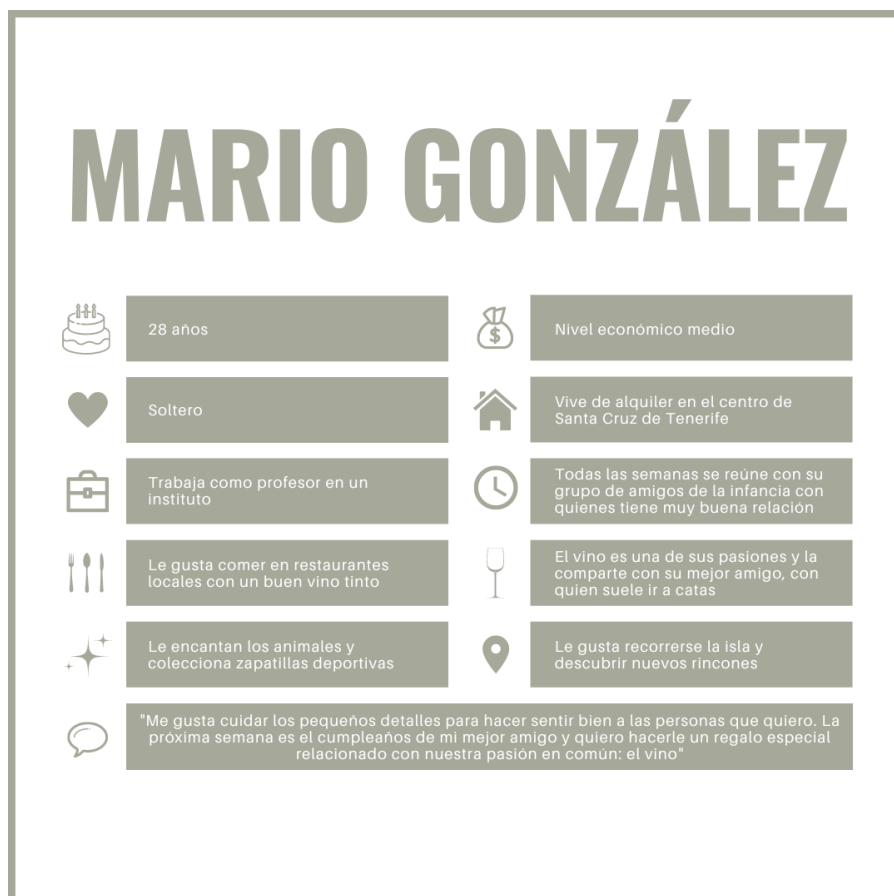 MARIO GONZÁLEZ
28 años
Nivel económico medio
Soltero
Vive de alquiler en el centro de
Santa Cruz de Tenerife
Trabaja como profesor en un
instituto
Todas las semanas se reúne con su
grupo de amigos de la infancia con
quienes tiene muy buena relación
Le gusta comer en restaurantes
locales con un buen vino tinto
El vino es una de sus pasiones y la
comparte con su mejor amigo, con
quien suele ir a catas
Le encantan los animales y
colecciona zapatillas deportivas
Le gusta recorrerse la isla y
descubrir nuevos rincones
"Me gusta cuidar los pequeños detalles para hacer sentir bien a las personas que quiero. La
próxima semana es el cumpleaños de mi mejor amigo y quiero hacerle un regalo especial
relacionado con nuestra pasión en común: el vino"